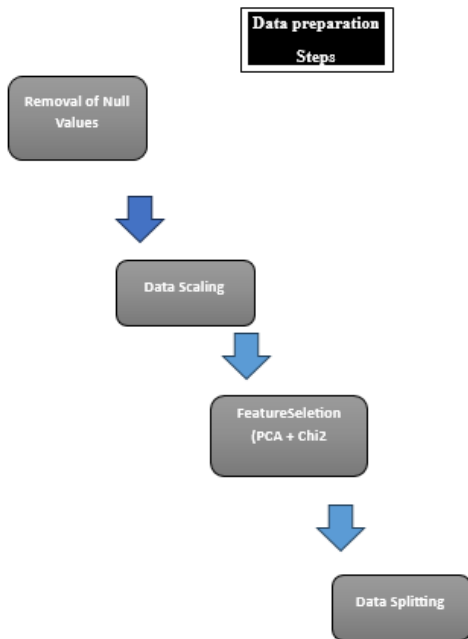 Data preparation
Steps
Removal of Null
Values
Data Scaling
FeatureSeletion
(PCA + Chi2
Data Splitting